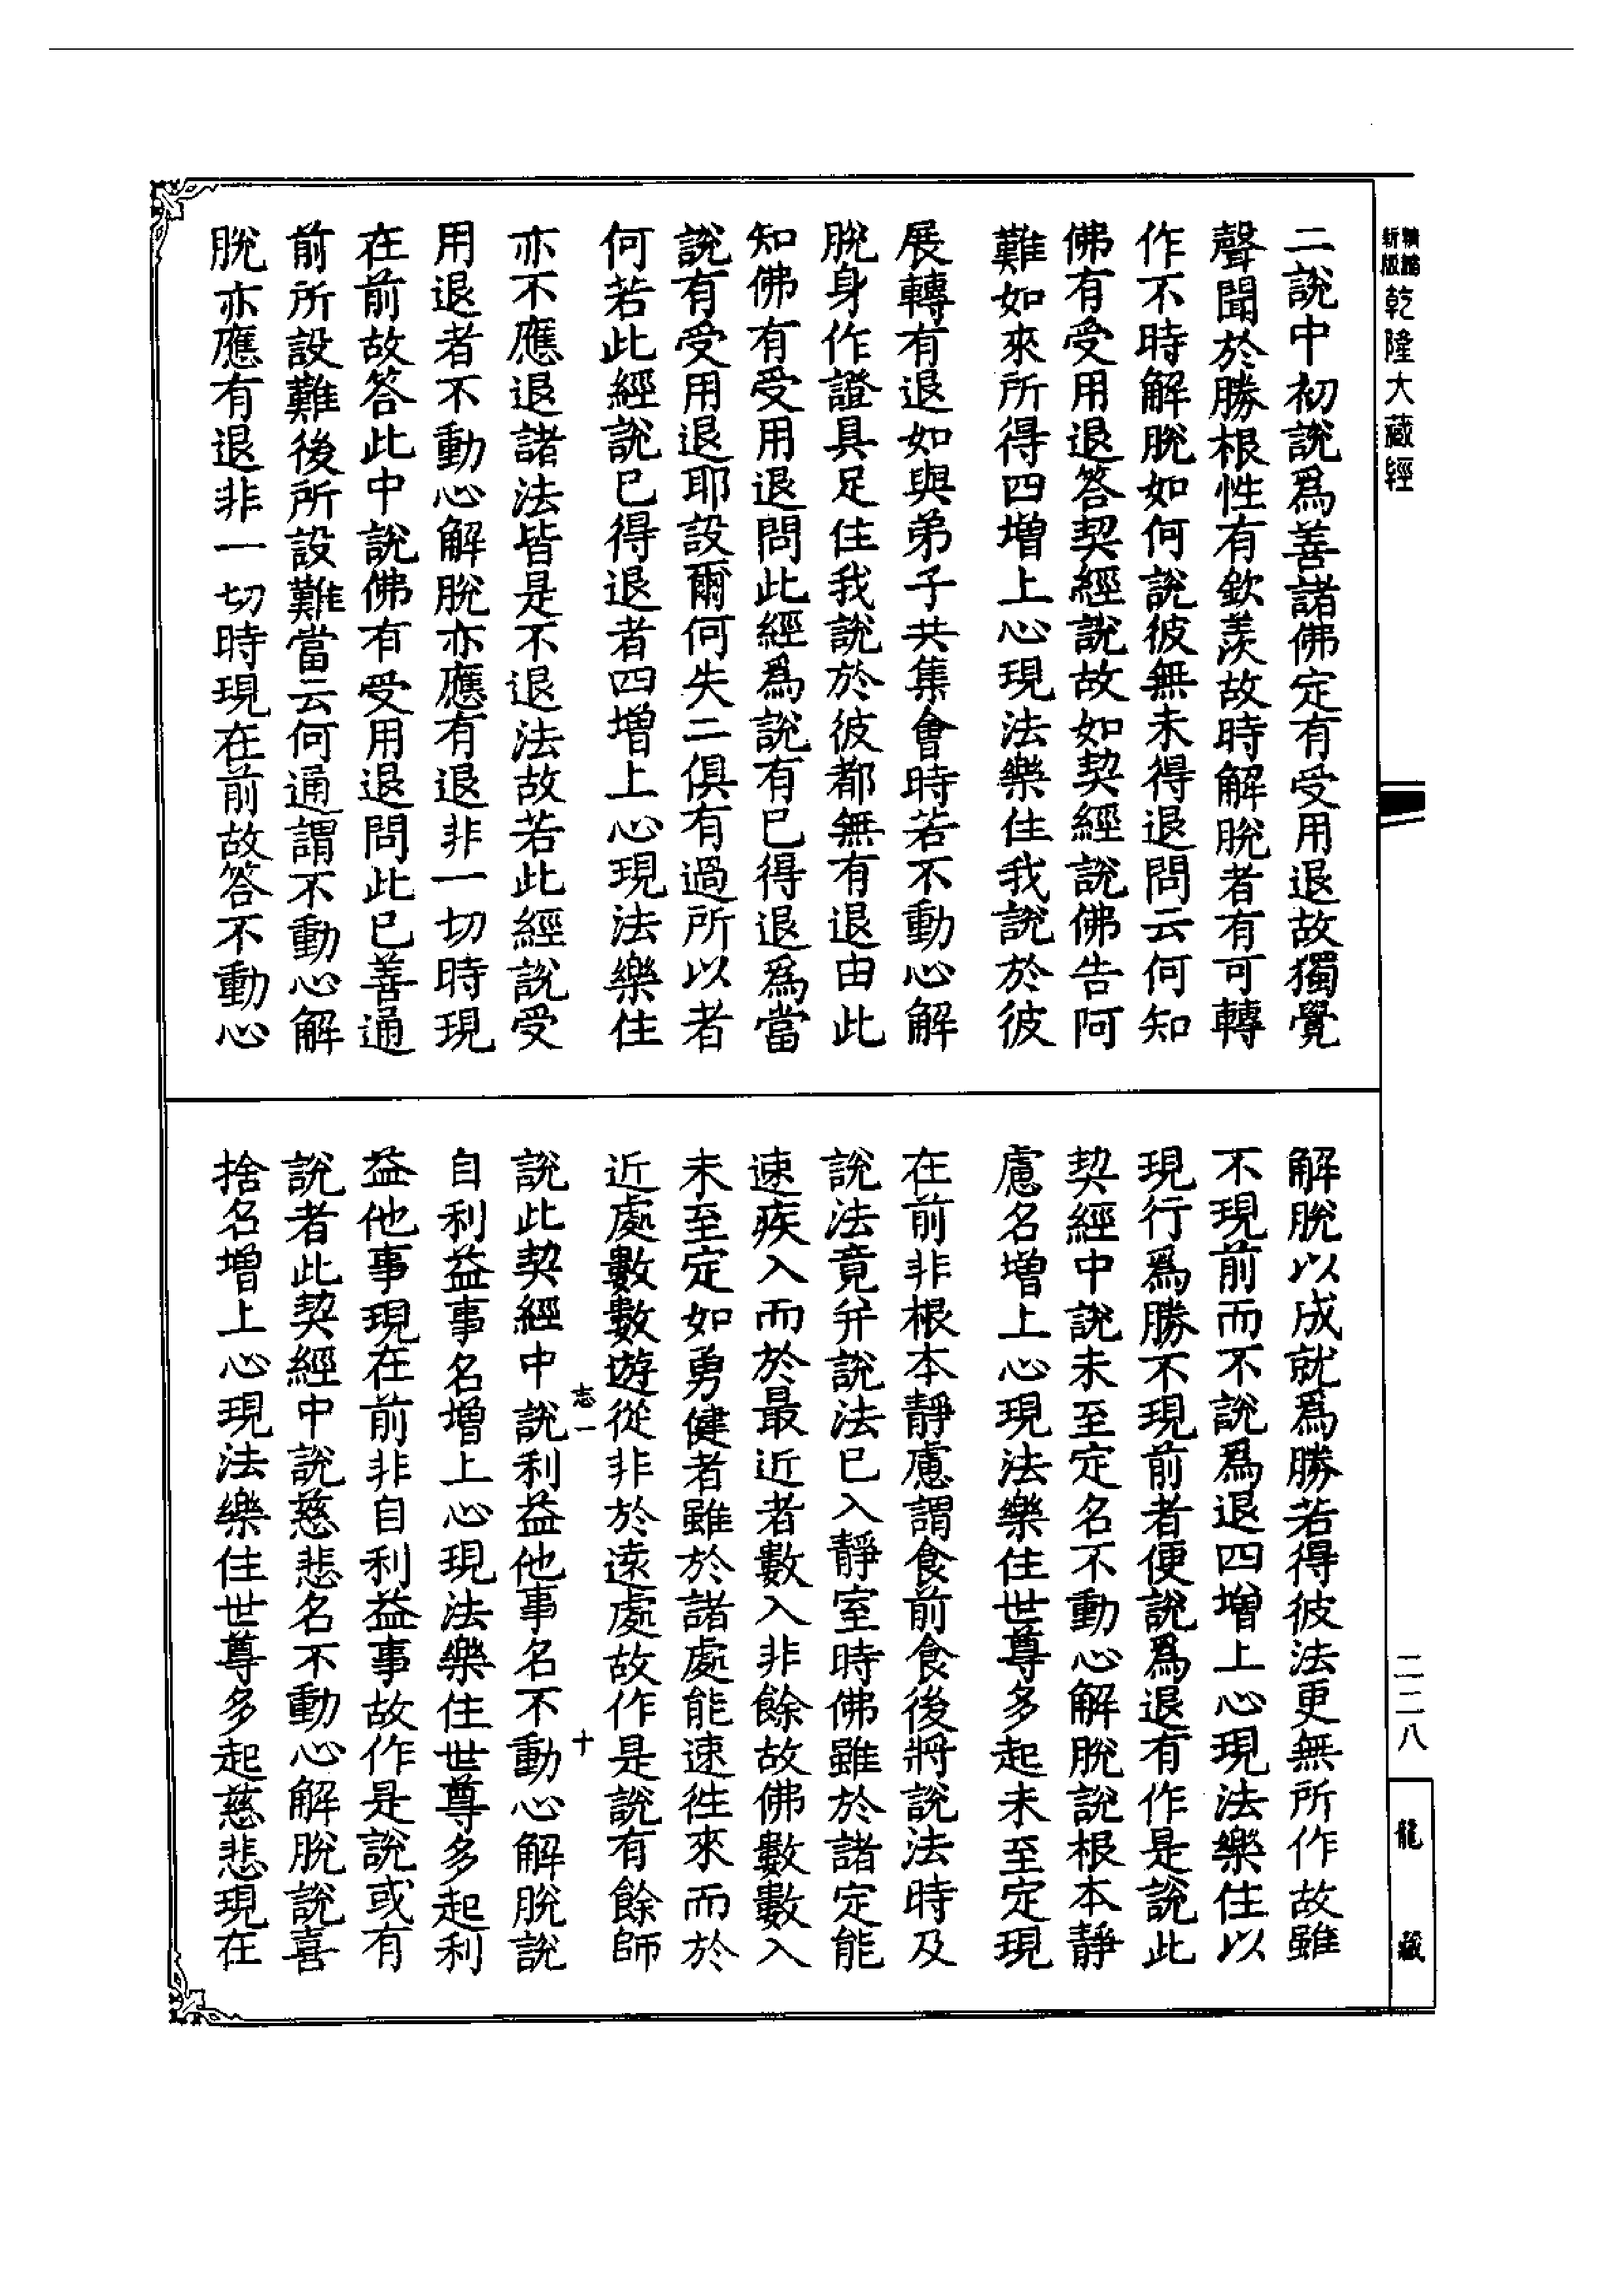 新版
精縮
乾隆大藏經
二二八
龍藏
二說中初說爲善諸佛定有受用退故獨覺
聲聞於勝根性有欽羨故時解脫者有可轉
作不時解脫如何說彼無未得退問云何知
佛有受用退答契經說故如契經說佛告阿
難如來所得四增上心現法樂住我說於彼
展轉有退如與弟子共集會時若不動心解
脫身作證具足住我說於彼都無有退由此
知佛有受用退問此經爲說有已得退爲當
說有受用退耶設爾何失二俱有過所以者
何若此經說已得退者四增上心現法樂住
亦不應退諸法皆是不退法故若此經說受
用退者不動心解脫亦應有退非一切時現
在前故答此中說佛有受用退問此已善通
前所設難後所設難當云何通謂不動心解
脫亦應有退非一切時現在前故答不動心
解脫以成就爲勝若得彼法更無所作故雖
不現前而不說爲退四增上心現法樂住以
現行爲勝不現前者便說爲退有作是說此
契經中說未至定名不動心解脫說根本靜
慮名增上心現法樂住世尊多起未至定現
在前非根本靜慮謂食前食後將說法時及
說法竟弁說法已入靜室時佛雖於諸定能
速疾入而於最近者數入非餘故佛數數入
未至定如勇健者雖於諸處能速徃來而於
近處數數遊從非於遠處故作是說有餘師
志一
十
說此契經中說利益他事名不動心解脫說
自利益事名增上心現法樂住世尊多起利
益他事現在前非自利益事故作是說或有
說者此契經中說慈悲名不動心解脫說喜
捨名增上心現法樂住世尊多起慈悲現在